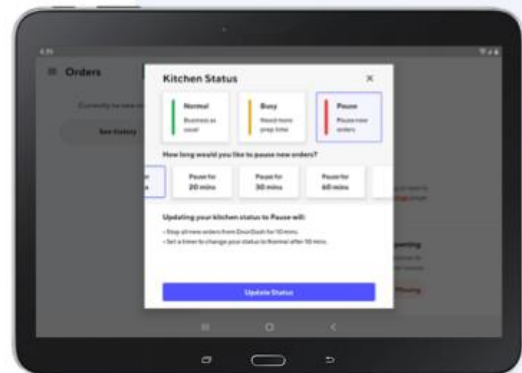 4:39
Orders
Kitchen Status
Normal
Business as
usual
Busy
Need more
prep time
Pause
Pause new
orders
How long would you like to pause new orders?
Pause for
20 mins
Pause for
30 mins
Pause for
60 mins
Updating your kitchen status to Pause will:
• Stop all new orders from DoorDash for 10 mins.
• Set a timer to change your status to Normal after 10 mins.
Update Status
See history